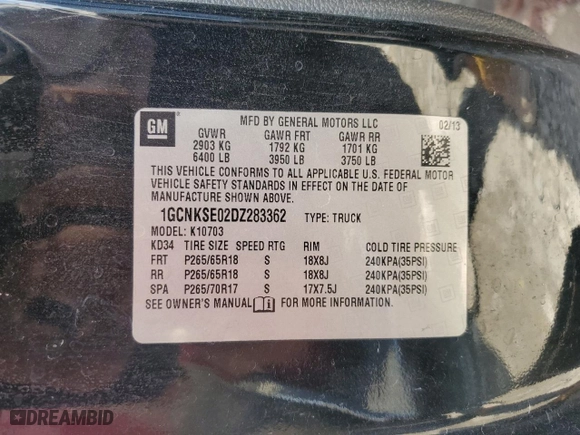 GM
MFD BY GENERAL MOTORS LLC 02/13
GVWR GAWR FRT GAWR RR
2903 KG 1792 KG 1701 KG
6400 LB 3950 LB 3750 LB
THIS VEHICLE CONFORMS TO ALL APPLICABLE U.S. FEDERAL MOTOR
VEHICLE SAFETY STANDARDS IN EFFECT ON THE DATE OF
MANUFACTURE SHOWN ABOVE.
1GCNKSE02DZ283362 TYPE: TRUCK
MODEL: K10703
KD34 TIRE SIZE SPEED RTG RIM COLD TIRE PRESSURE
FRT P265/65R18 S 18X8J 240KPA(35PSI)
RR P265/65R18 S 18X8J 240KPA(35PSI)
SPA P265/70R17 S 17X7.5J 240KPA(35PSI)
SEE OWNER'S MANUAL FOR MORE INFORMATION.
DREAMBID